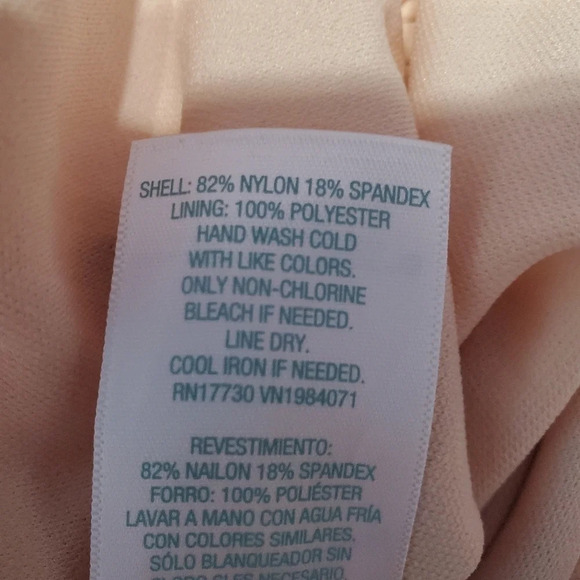 SHELL: 82% NYLON 18% SPANDEX
LINING: 100% POLYESTER
HAND WASH COLD
WITH LIKE COLORS.
ONLY NON-CHLORINE
BLEACH IF NEEDED.
LINE DRY.
COOL IRON IF NEEDED.
RN17730 VN1984071
REVESTIMIENTO:
82% NAILON 18% SPANDEX
FORRO: 100% POLIÉSTER
LAVAR A MANO CON AGUA FRÍA
CON COLORES SIMILARES.
SÓLO BLANQUEADOR SIN
NECESARIO.